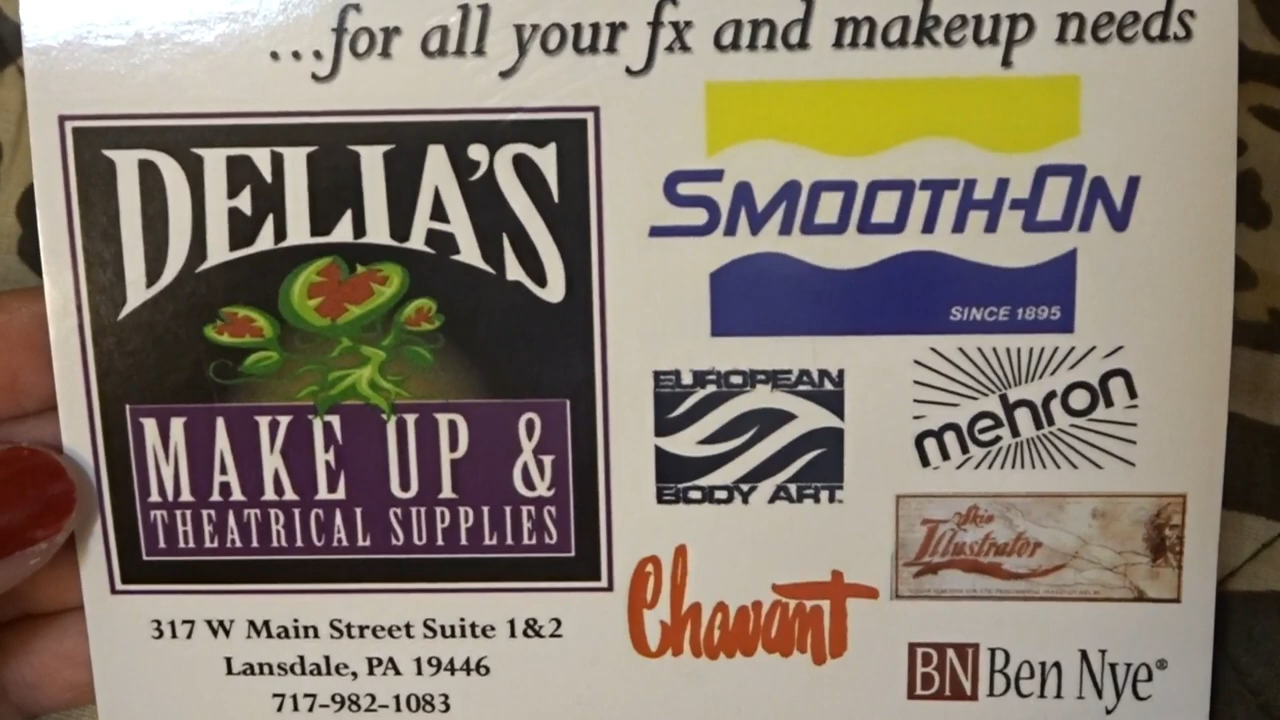 ...for all your fx and makeup needs
DELIA'S
MAKE UP &
THEATRICAL SUPPLIES
317 W Main Street Suite 1&2
Lansdale, PA 19446
717-982-1083
SMOOTH-ON
SINCE 1895
EUROPEAN
BODY ART.
mehron
Skin
Illustrator
Chavant
BN Ben Nye®